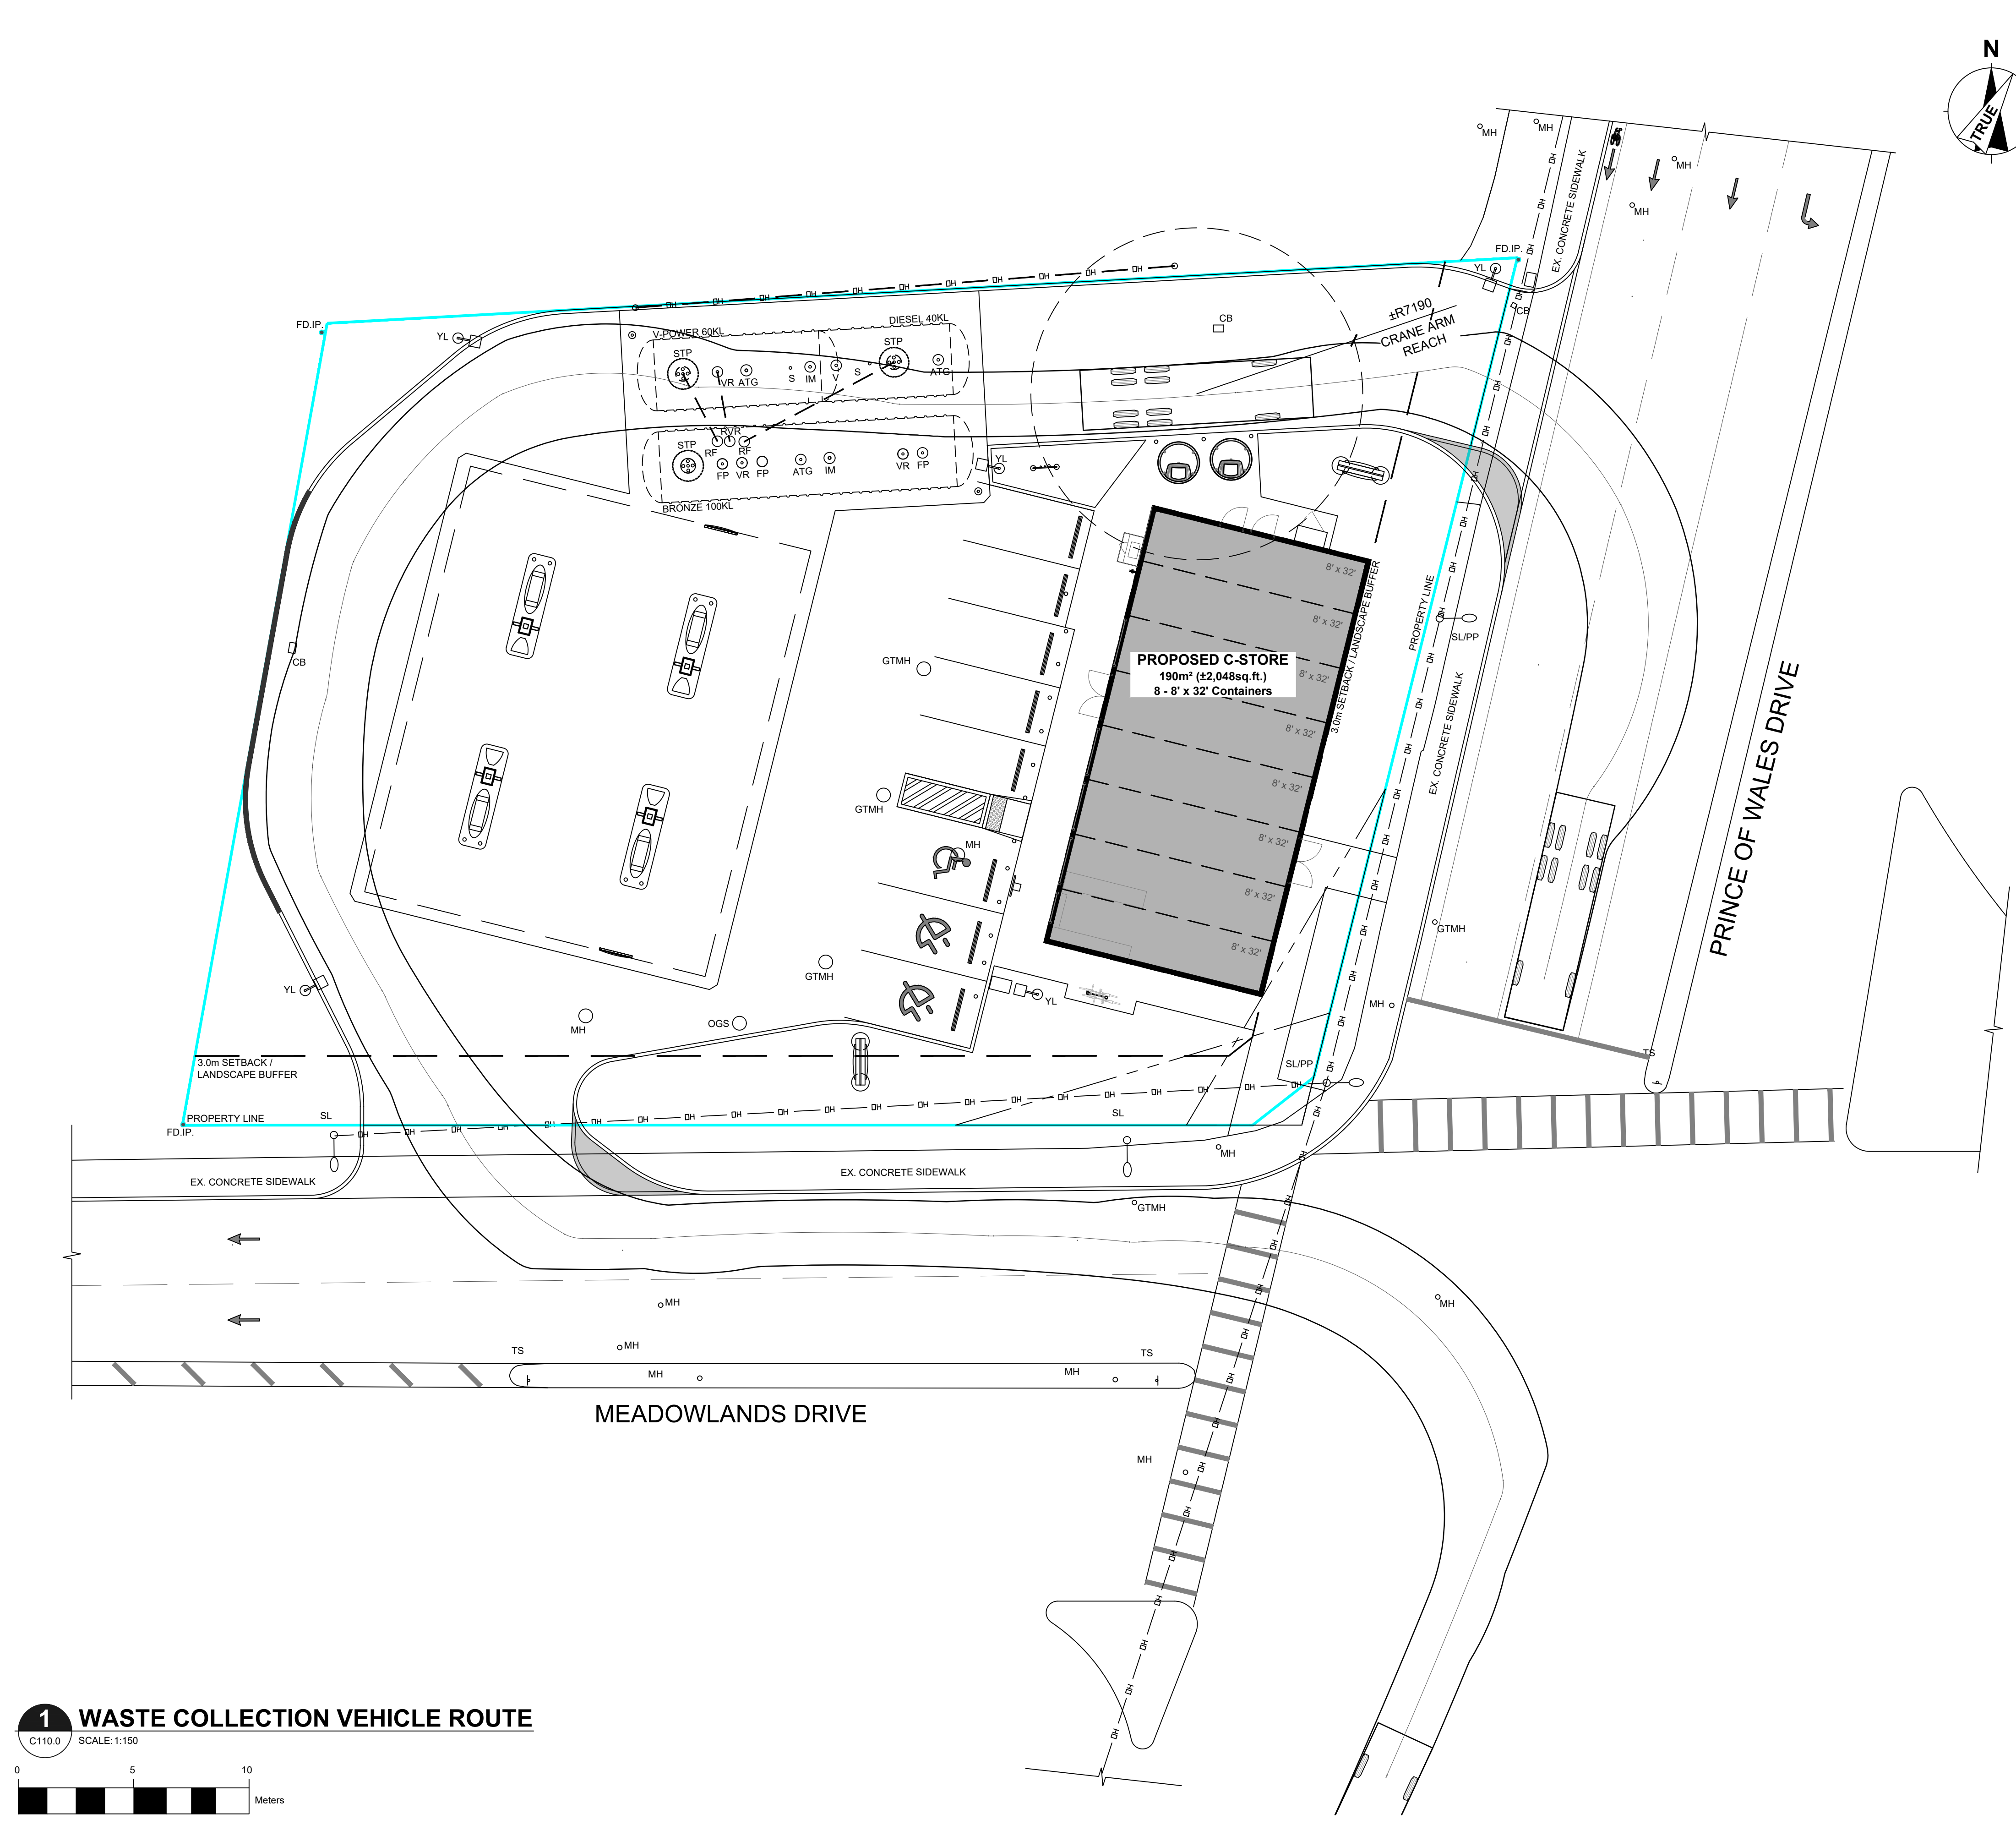 N
TRUE
MH
MH
MH
MH
EX. CONCRETE SIDEWALK
FD.IP.
YL
CB
±R7190
CRANE ARM
REACH
CB
FD.IP.
YL
V-POWER 60KL
DIESEL 40KL
STP
VR
ATG
S
IM
V
S
STP
ATG
RVR
STP
RF
RF
FP
VR
FP
ATG
IM
VR
FP
BRONZE 100KL
YL
8' x 32'
8' x 32'
8' x 32'
8' x 32'
8' x 32'
8' x 32'
8' x 32'
8' x 32'
PROPOSED C-STORE
190m² (±2,048sq.ft.)
8 - 8' x 32' Containers
3.0m SETBACK / LANDSCAPE BUFFER
PROPERTY LINE
SL/PP
EX. CONCRETE SIDEWALK
PRINCE OF WALES DRIVE
CB
GTMH
GTMH
MH
GTMH
GTMH
YL
YL
MH
MH
OGS
TS
3.0m SETBACK /
LANDSCAPE BUFFER
SL/PP
PROPERTY LINE
SL
SL
FD.IP.
MH
EX. CONCRETE SIDEWALK
EX. CONCRETE SIDEWALK
GTMH
MH
MH
MH
TS
TS
MH
MH
MEADOWLANDS DRIVE
MH
1
C110.0
WASTE COLLECTION VEHICLE ROUTE
SCALE: 1:150
0 5 10
Meters